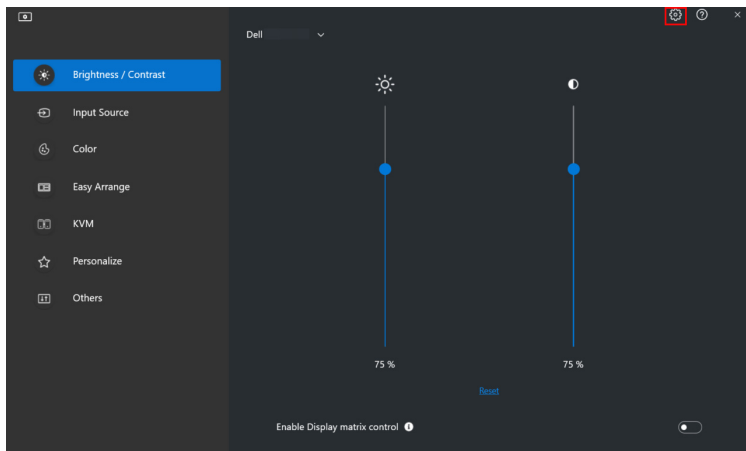 Dell
Brightness / Contrast
Input Source
Color
Easy Arrange
KVM
Personalize
Others
75 %
75 %
Reset
Enable Display matrix control